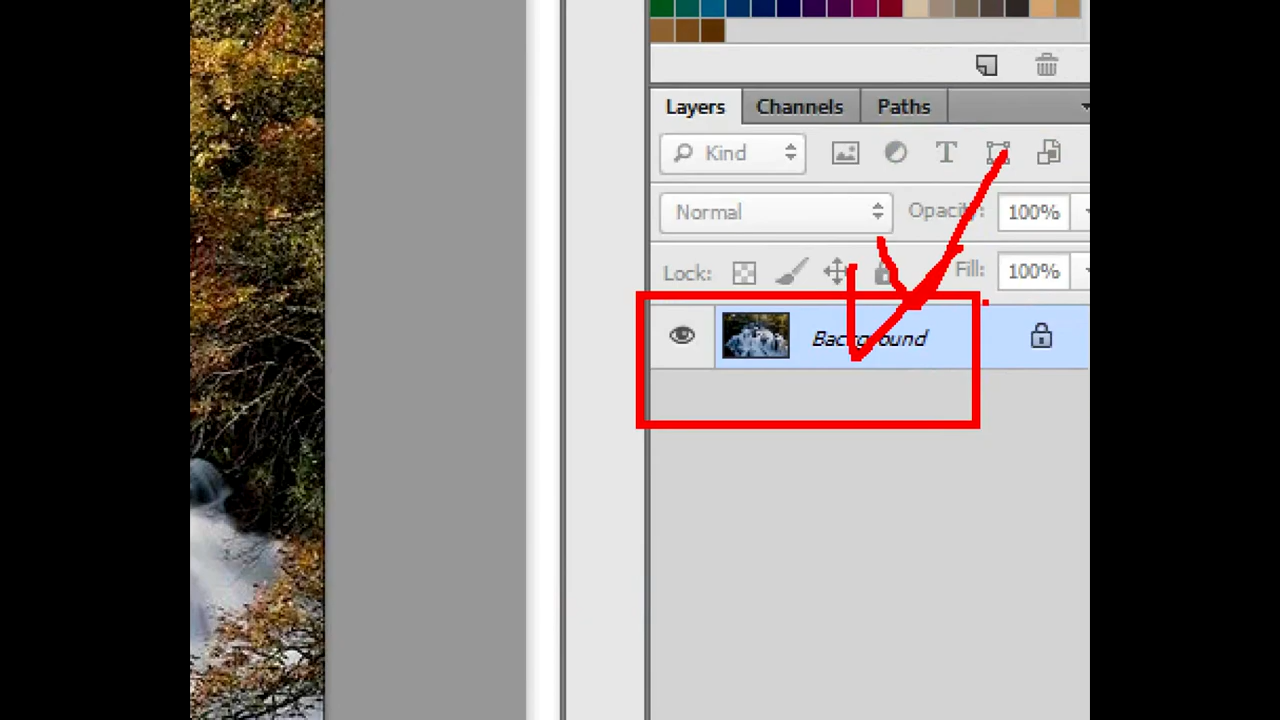 Layers Channels Paths
Kind T
Normal Opacity: 100%
Lock: Fill: 100%
Background